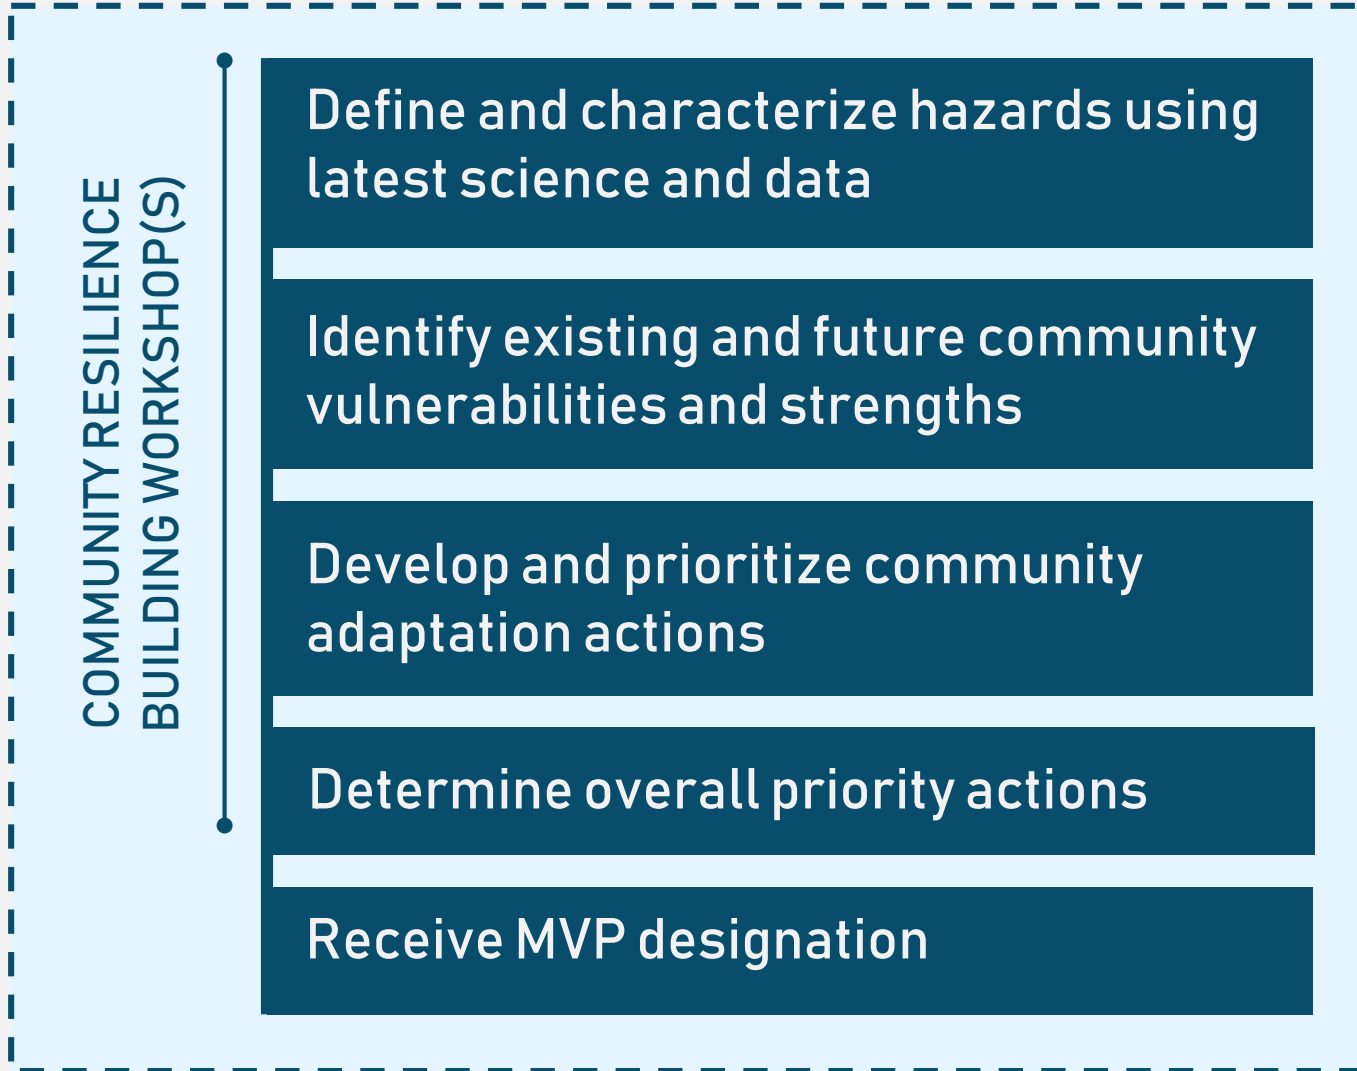 COMMUNITY RESILIENCE
BUILDING WORKSHOP(S)
Define and characterize hazards using
latest science and data
Identify existing and future community
vulnerabilities and strengths
Develop and prioritize community
adaptation actions
Determine overall priority actions
Receive MVP designation